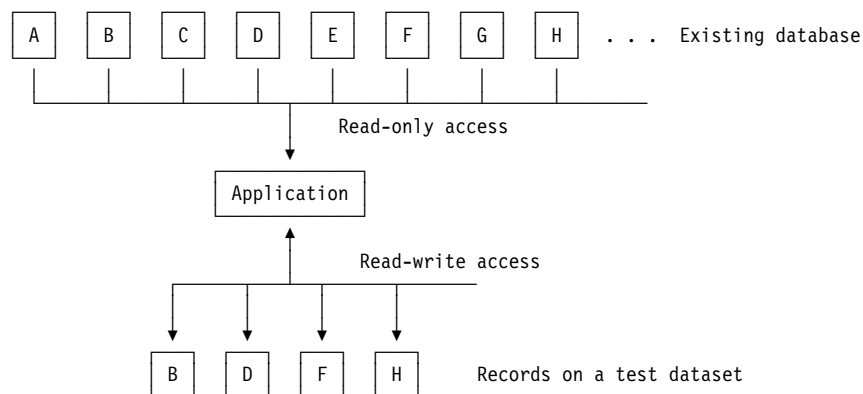 A B C D E F G H . . . Existing database
Read-only access
Application
Read-write access
B D F H Records on a test dataset